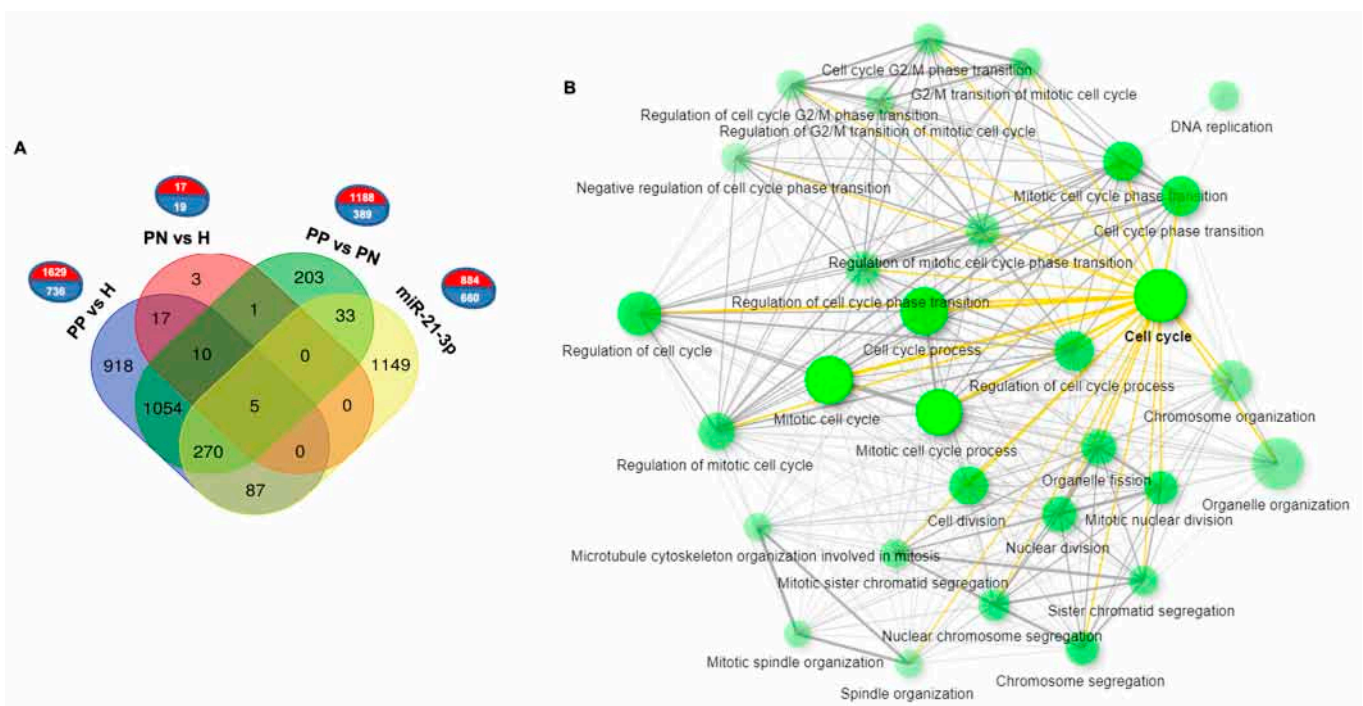 A
17
19
PN vs H
1188
389
PP vs PN
1629
736
PP vs H
884
660
miR-21-3p
3
203
17
1
33
918
10
0
1149
1054
5
0
270
0
87
B
Cell cycle G2/M phase transition
G2/M transition of mitotic cell cycle
Regulation of cell cycle G2/M phase transition
Regulation of G2/M transition of mitotic cell cycle
DNA replication
Negative regulation of cell cycle phase transition
Mitotic cell cycle phase transition
Cell cycle phase transition
Regulation of mitotic cell cycle phase transition
Regulation of cell cycle phase transition
Cell cycle
Regulation of cell cycle
Cell cycle process
Regulation of cell cycle process
Mitotic cell cycle
Chromosome organization
Mitotic cell cycle process
Regulation of mitotic cell cycle
Organelle fission
Organelle organization
Cell division
Mitotic nuclear division
Nuclear division
Microtubule cytoskeleton organization involved in mitosis
Mitotic sister chromatid segregation
Sister chromatid segregation
Nuclear chromosome segregation
Mitotic spindle organization
Chromosome segregation
Spindle organization